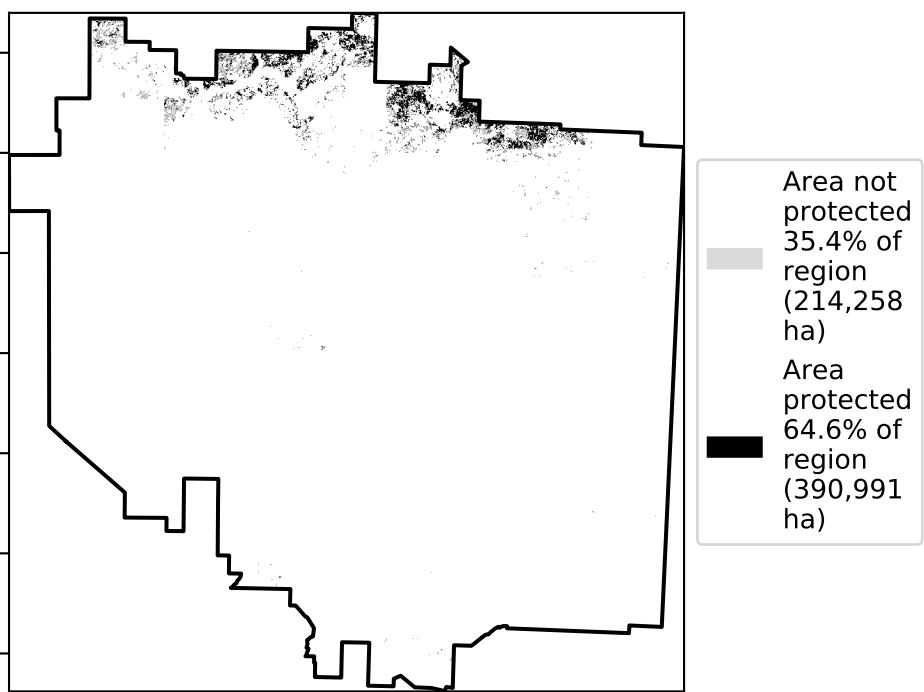 Area not
protected
35.4% of
region
(214,258
ha)
Area
protected
64.6% of
region
(390,991
ha)